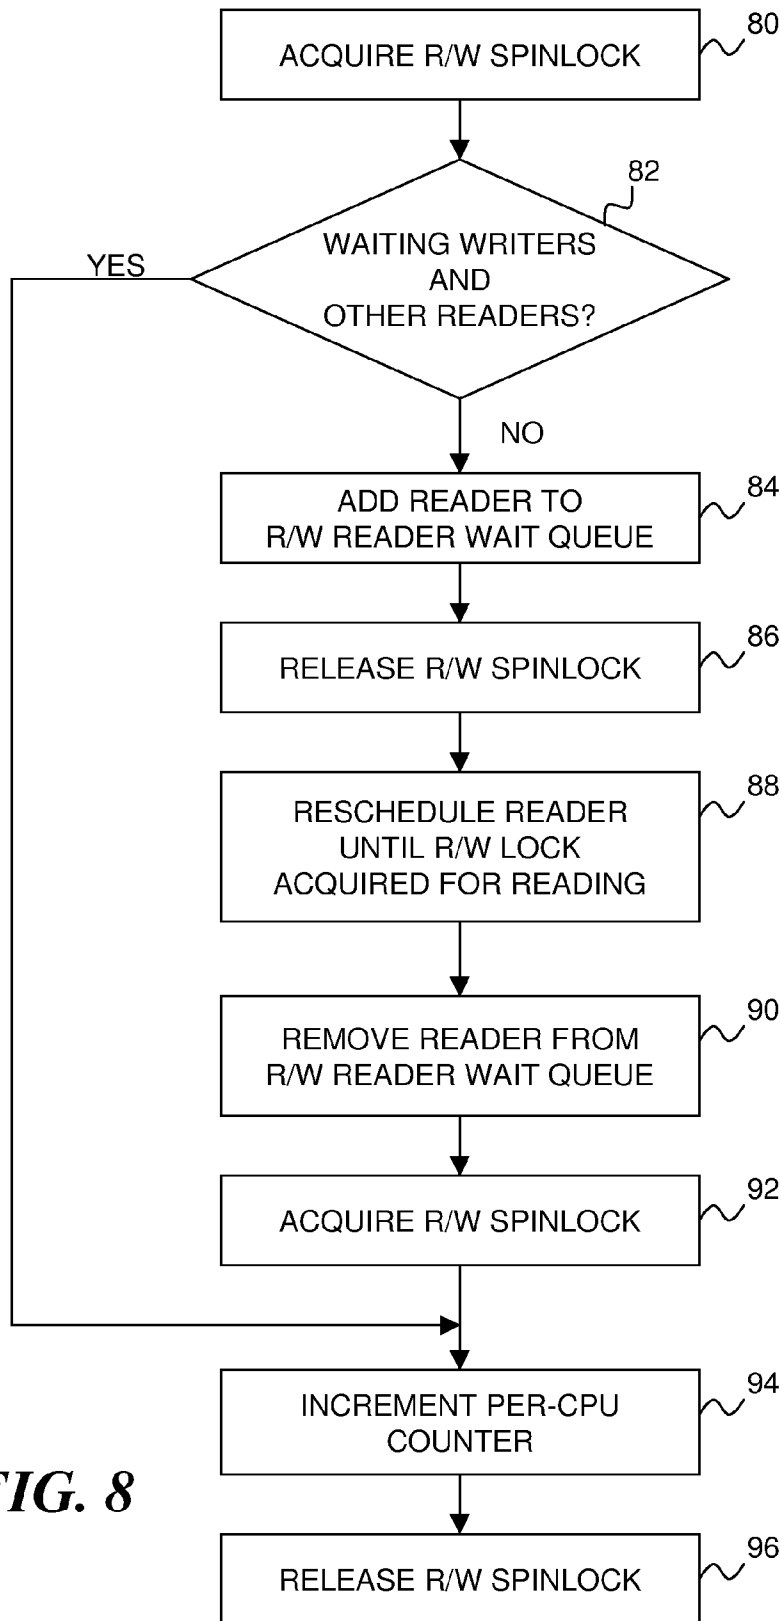 80
ACQUIRE R/W SPINLOCK
82
WAITING WRITERS
AND
OTHER READERS?
YES
NO
84
ADD READER TO
R/W READER WAIT QUEUE
86
RELEASE R/W SPINLOCK
88
RESCHEDULE READER
UNTIL R/W LOCK
ACQUIRED FOR READING
90
REMOVE READER FROM
R/W READER WAIT QUEUE
92
ACQUIRE R/W SPINLOCK
94
INCREMENT PER-CPU
COUNTER
FIG. 8
96
RELEASE R/W SPINLOCK